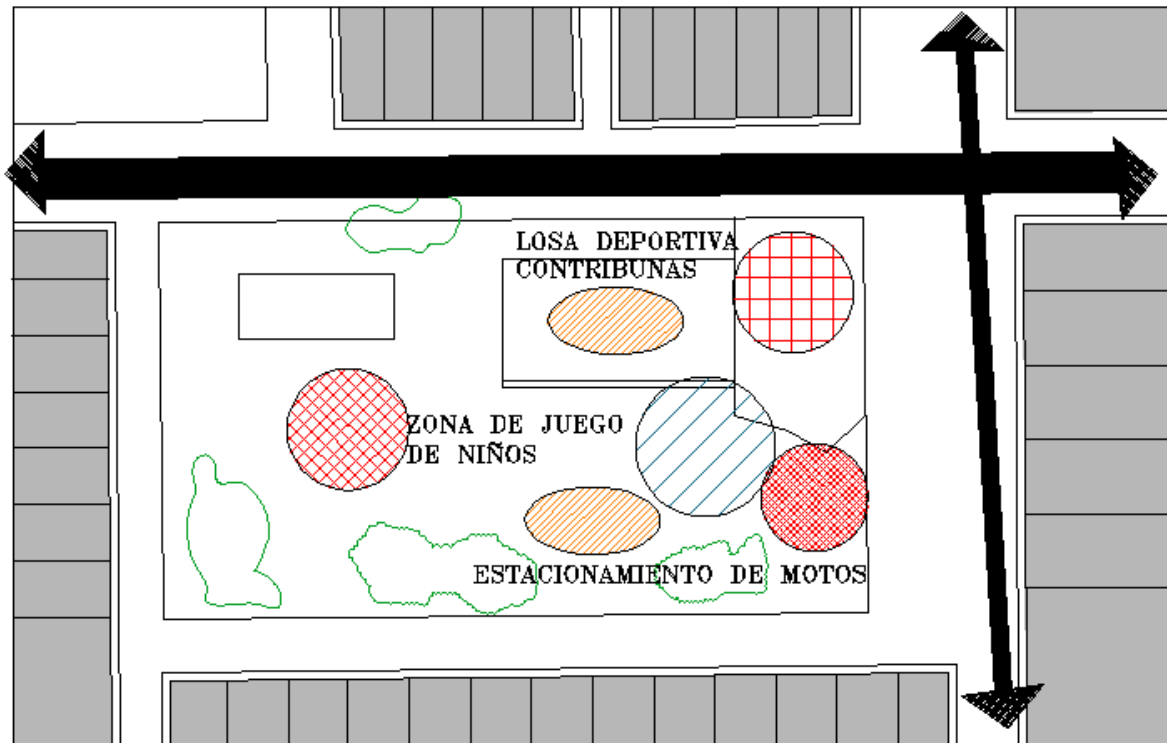 LOSA DEPORTIVA
CONTRIBUNAS
ZONA DE JUEGO
DE NIÑOS
ESTACIONAMIENTO DE MOTOS